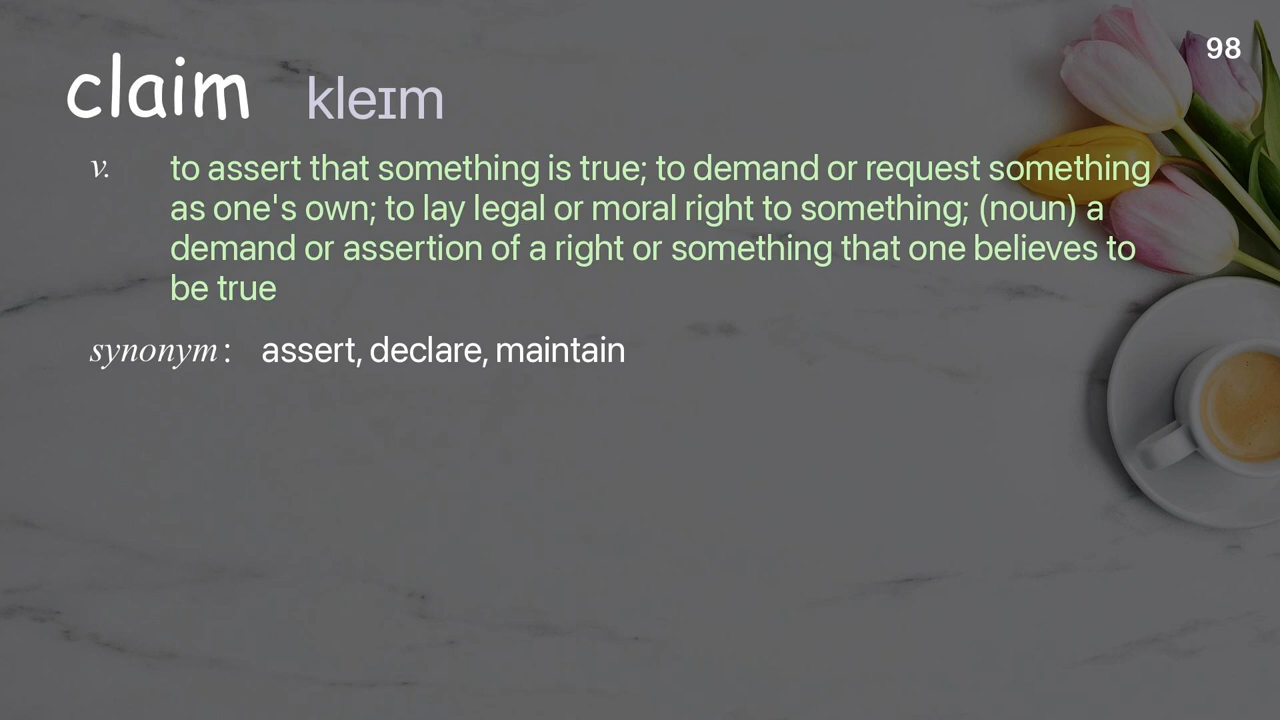 98
claim kleɪm
v. to assert that something is true; to demand or request something
as one's own; to lay legal or moral right to something; (noun) a
demand or assertion of a right or something that one believes to
be true
synonym: assert, declare, maintain